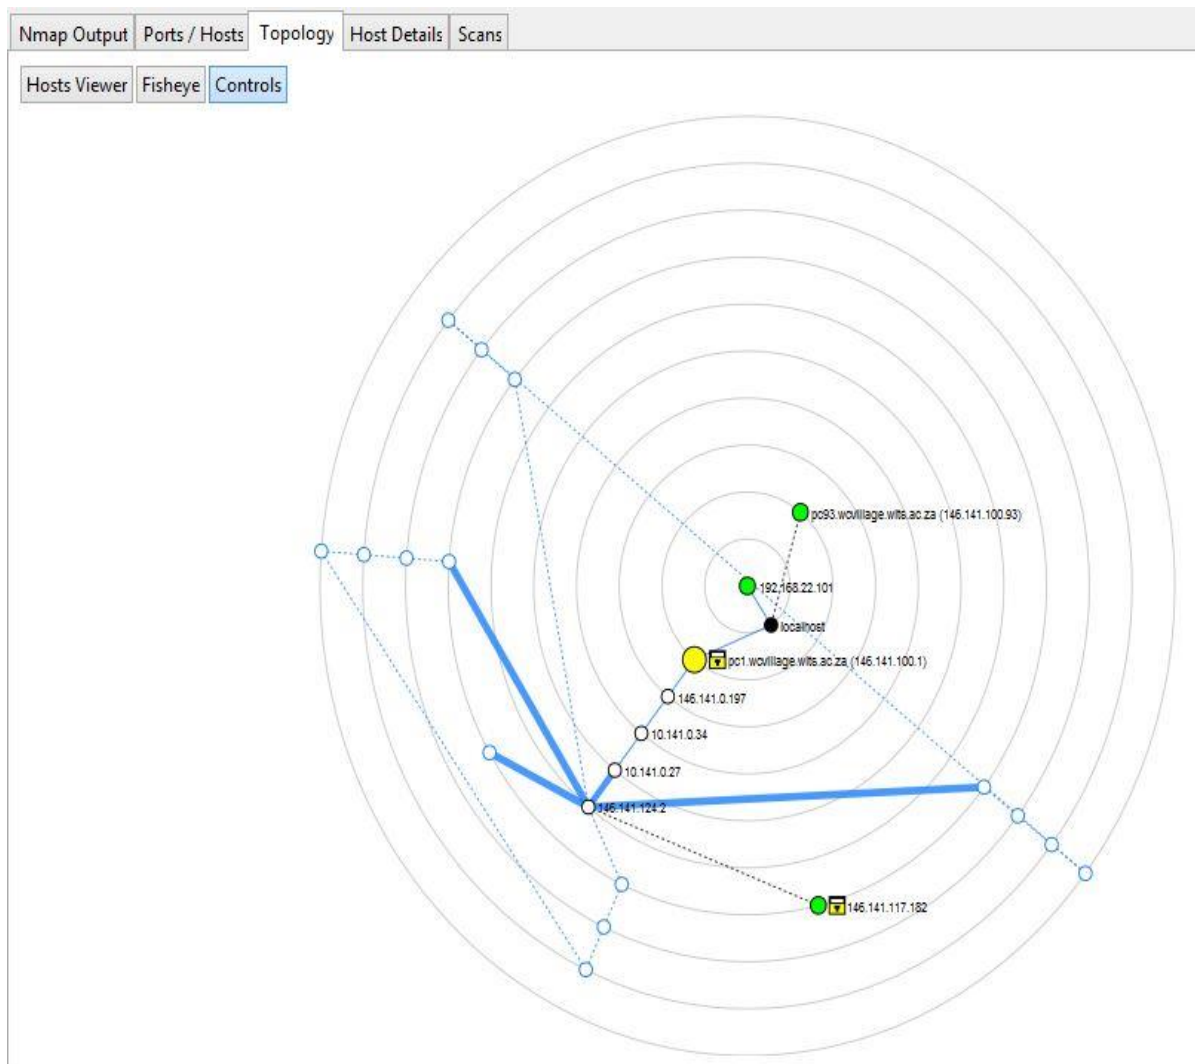 Nmap Output Ports / Hosts Topology Host Details Scans
Hosts Viewer Fisheye Controls
pc93.wcvillage.wits.ac.za (146.141.100.93)
192.168.22.101
localhost
pc1.wcvillage.wits.ac.za (146.141.100.1)
146.141.0.197
10.141.0.34
10.141.0.27
146.141.124.2
146.141.117.182